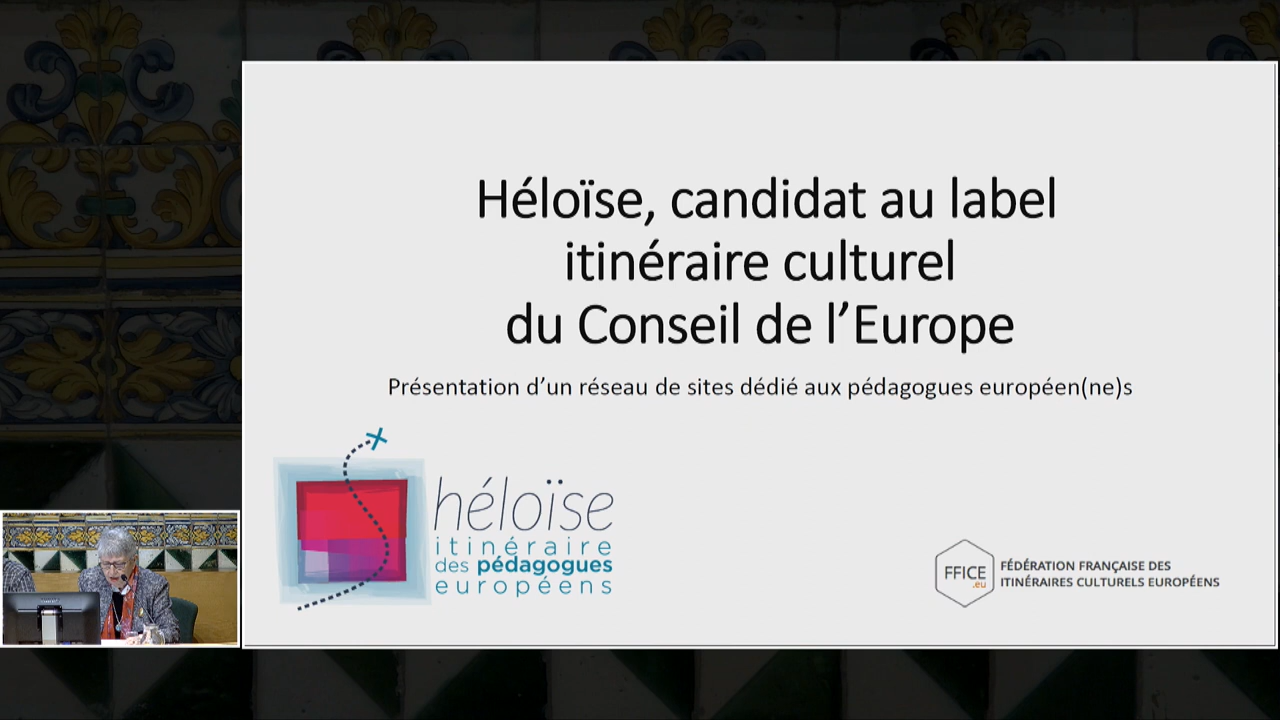 Héloïse, candidat au label
itinéraire culturel
du Conseil de l’Europe
Présentation d’un réseau de sites dédié aux pédagogues européen(ne)s
héloïse
itinéraire
des pédagogues
européens
FFICE
.eu
FÉDÉRATION FRANÇAISE DES
ITINÉRAIRES CULTURELS EUROPÉENS